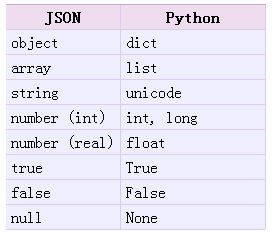 JSON Python
object dict
array list
string unicode
number (int) int, long
number (real) float
true True
false False
null None